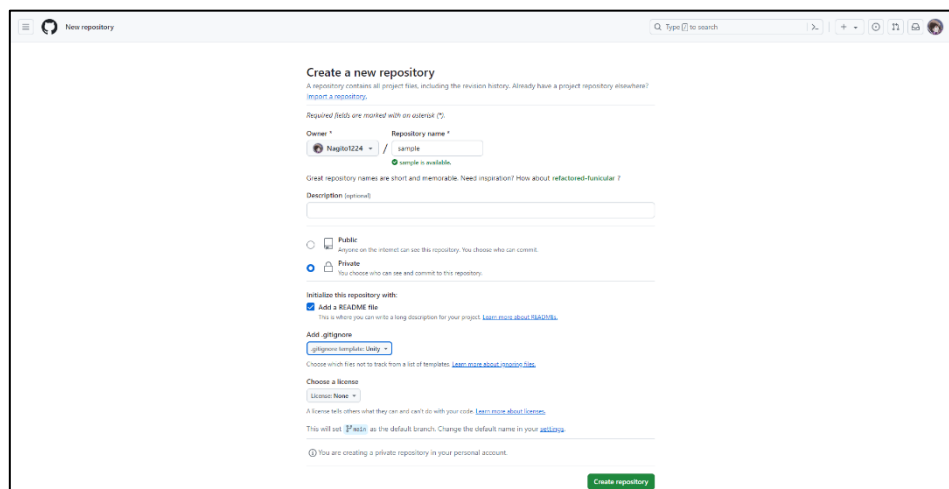 New repository
Type / to search
Create a new repository
A repository contains all project files, including the revision history. Already have a project repository elsewhere?
Import a repository.
Required fields are marked with an asterisk (*).
Owner *
Repository name *
Nagito1224
/
sample
sample is available.
Great repository names are short and memorable. Need inspiration? How about refactored-funicular ?
Description (optional)
Public
Anyone on the internet can see this repository. You choose who can commit.
Private
You choose who can see and commit to this repository.
Initialize this repository with:
Add a README file
This is where you can write a long description for your project. Learn more about READMEs.
Add .gitignore
.gitignore template: Unity
Choose which files not to track from a list of templates. Learn more about ignoring files.
Choose a license
License: None
A license tells others what they can and can't do with your code. Learn more about licenses.
This will set main as the default branch. Change the default name in your settings.
You are creating a private repository in your personal account.
Create repository